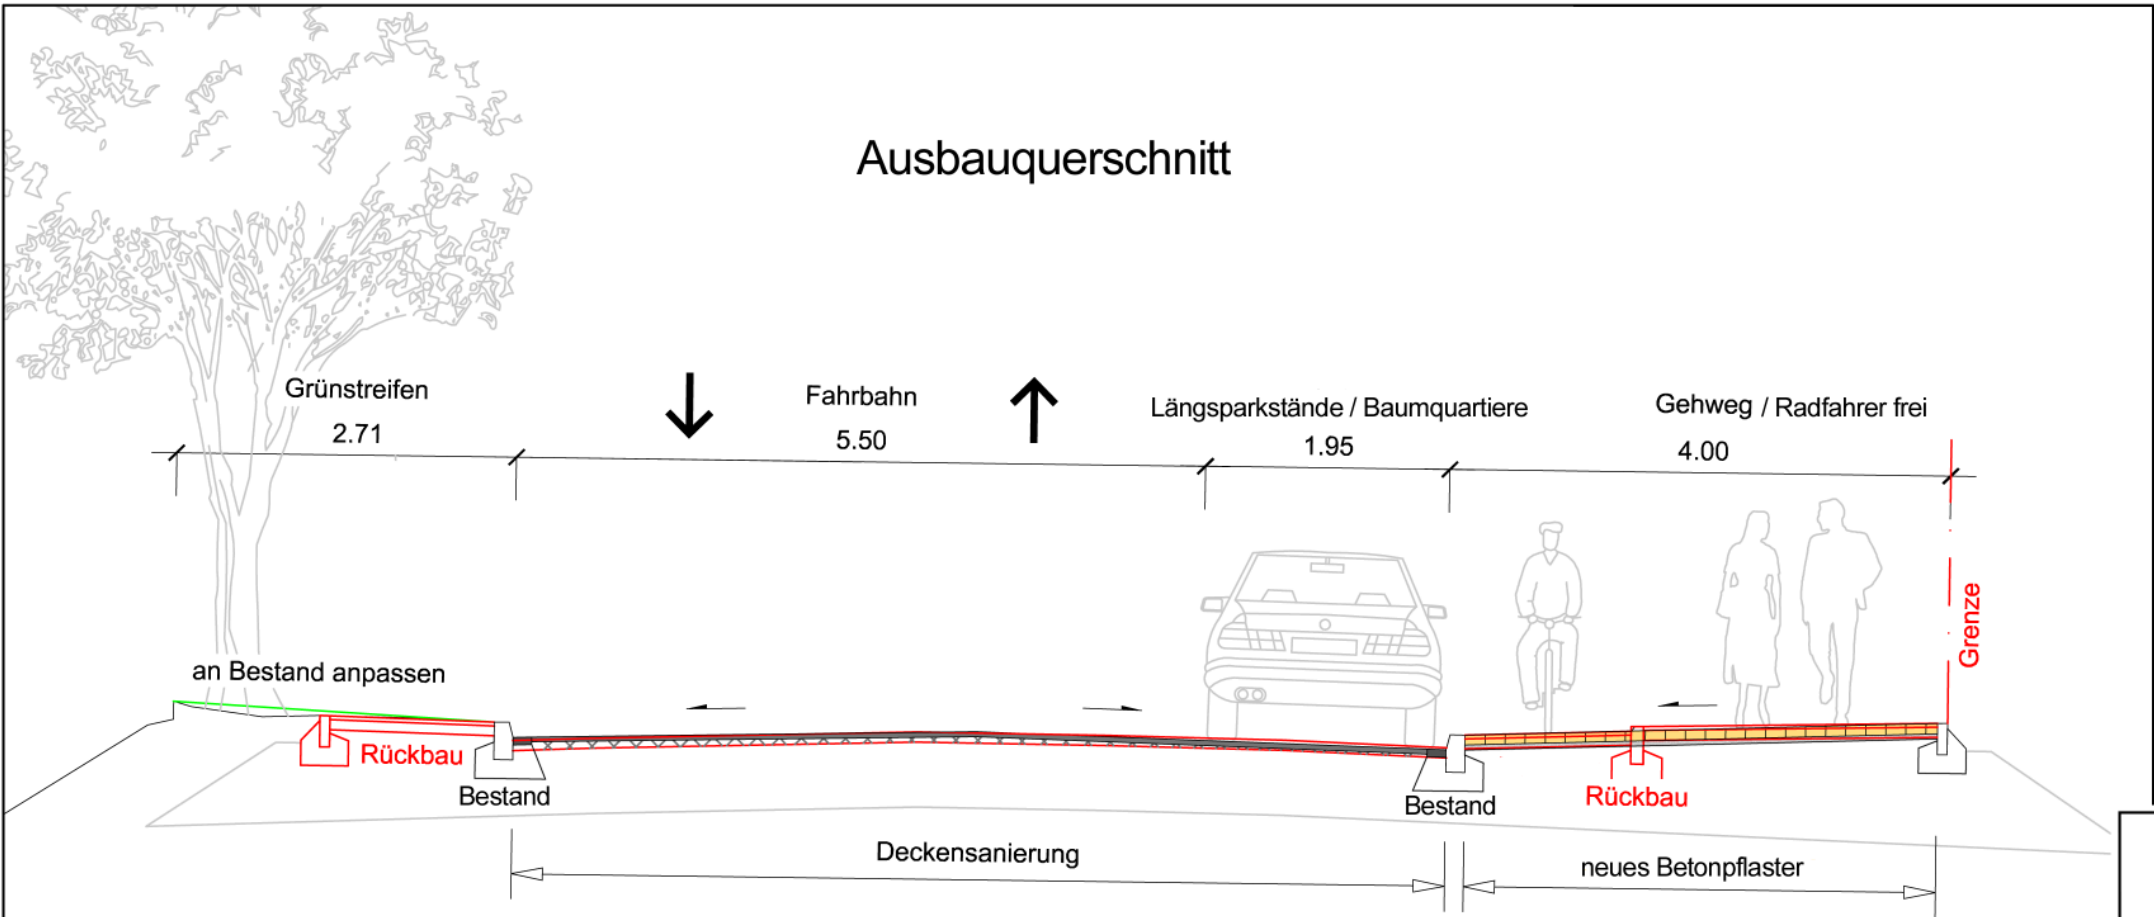 Ausbauquerschnitt
Grünstreifen
2.71
Fahrbahn
5.50
Längsparkstände / Baumquartiere
1.95
Gehweg / Radfahrer frei
4.00
Grenze
an Bestand anpassen
Rückbau
Bestand
Bestand
Rückbau
Deckensanierung
neues Betonpflaster